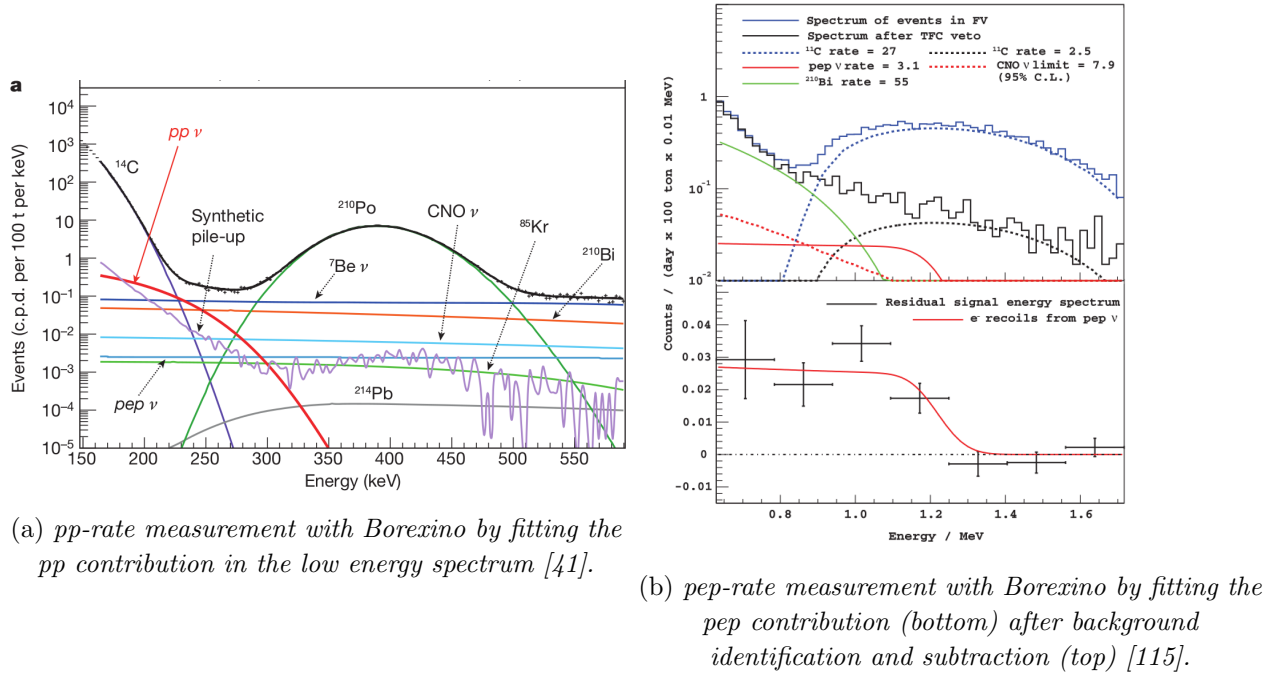 a
Events (c.p.d. per 100 t per keV)
10⁴
10³
10²
10
1
10⁻¹
10⁻²
10⁻³
10⁻⁴
10⁻⁵
pp ν
¹⁴C
Synthetic
pile-up
²¹⁰Po
CNO ν
⁸⁵Kr
²¹⁰Bi
⁷Be ν
pep ν
²¹⁴Pb
150 200 250 300 350 400 450 500 550
Energy (keV)
(a) pp-rate measurement with Borexino by fitting the
pp contribution in the low energy spectrum [41].
Spectrum of events in FV
Spectrum after TFC veto
¹¹C rate = 27 ¹¹C rate = 2.5
pep ν rate = 3.1 CNO ν limit = 7.9
²¹⁰Bi rate = 55 (95% C.L.)
Counts / (day x 100 ton x 0.01 MeV)
1
10⁻¹
10⁻²
Residual signal energy spectrum
e⁻ recoils from pep ν
0.04
0.03
0.02
0.01
0
-0.01
0.8 1.0 1.2 1.4 1.6
Energy / MeV
(b) pep-rate measurement with Borexino by fitting the
pep contribution (bottom) after background
identification and subtraction (top) [115].